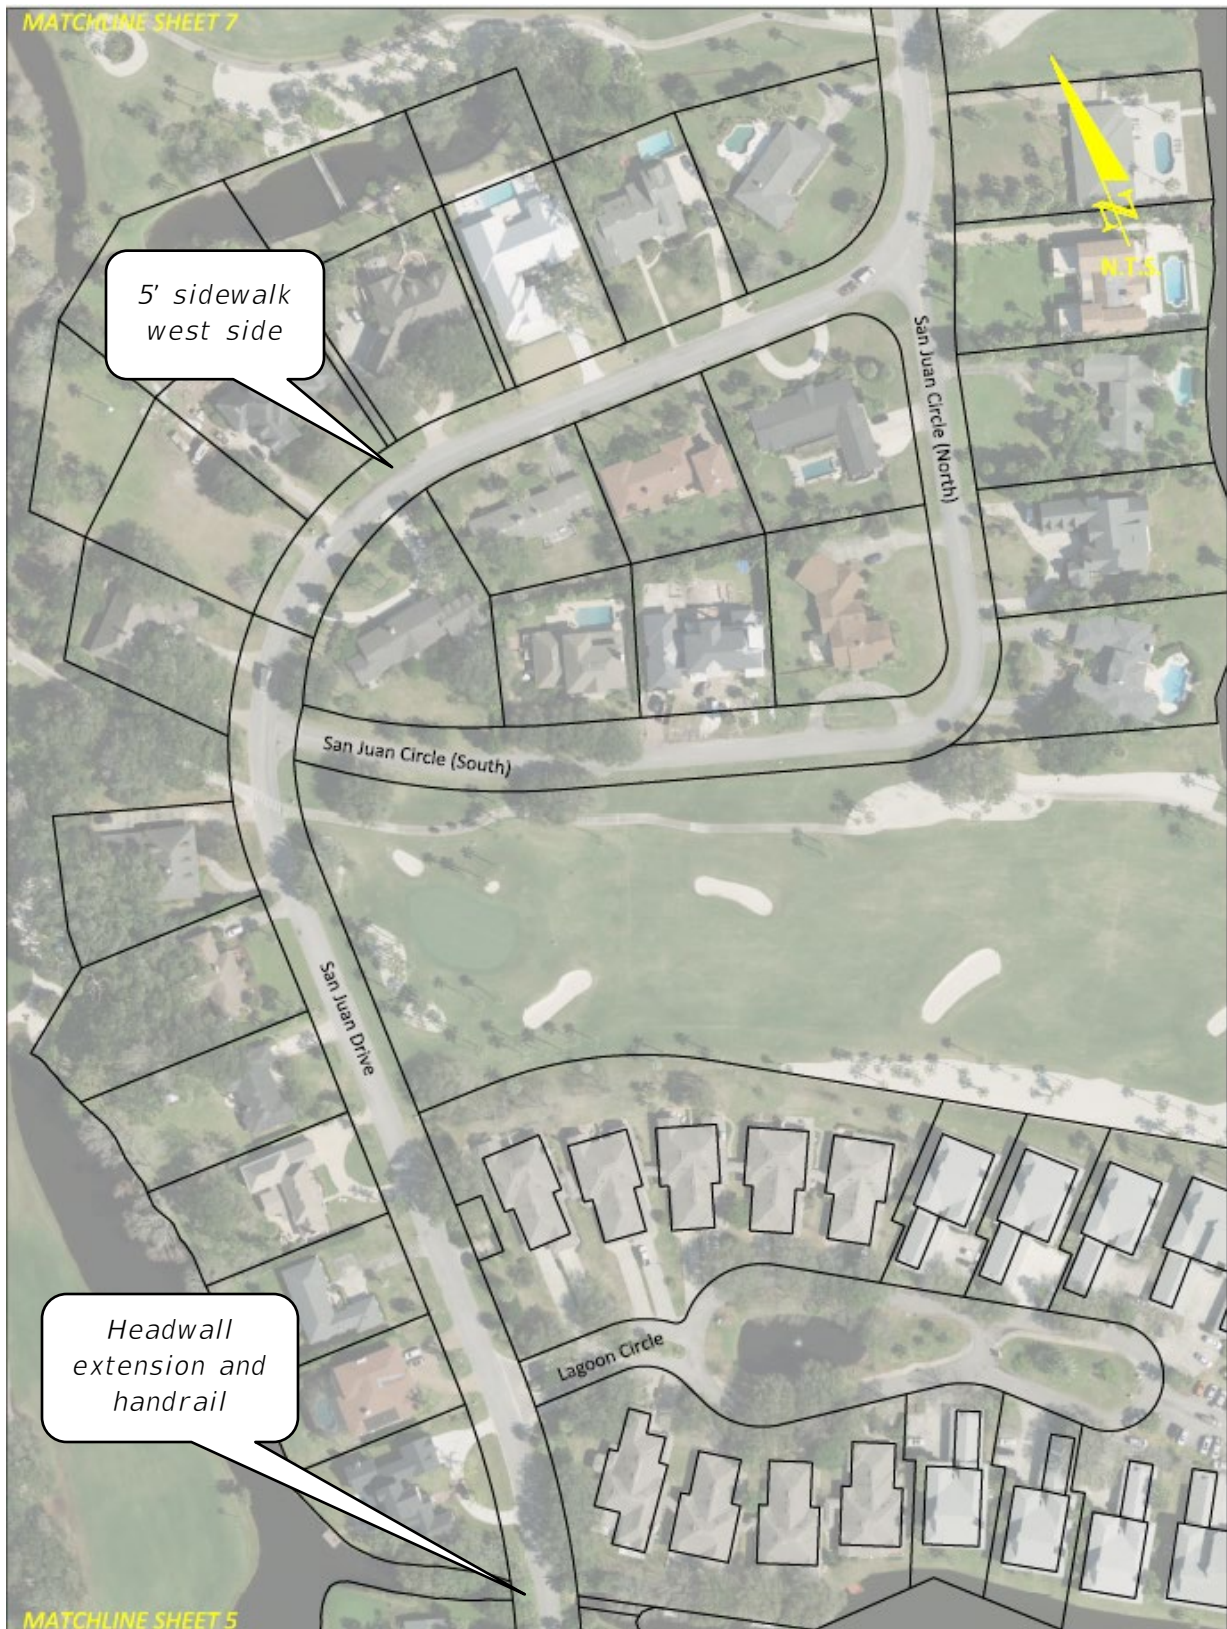 MATCHLINE SHEET 7
5' sidewalk
west side
N
N.T.S.
San Juan Circle (North)
San Juan Circle (South)
San Juan Drive
Headwall
extension and
handrail
Lagoon Circle
MATCHLINE SHEET 5